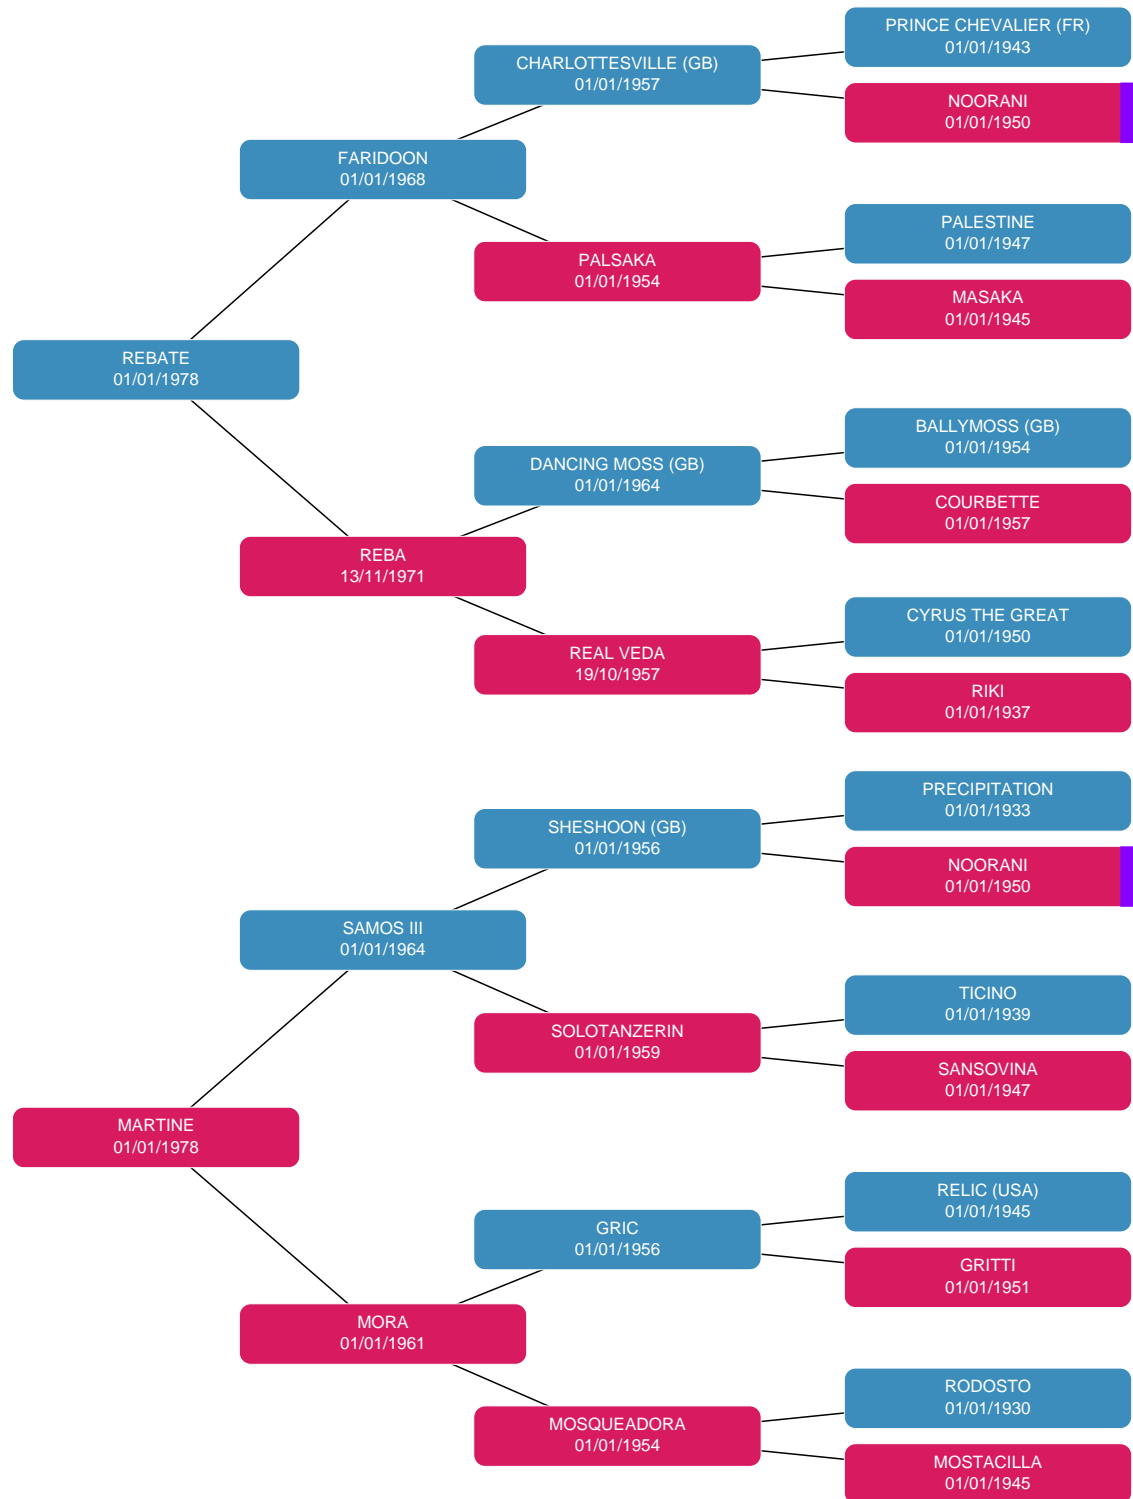 PRINCE CHEVALIER (FR)
01/01/1943
CHARLOTTESVILLE (GB)
01/01/1957
NOORANI
01/01/1950
FARIDOON
01/01/1968
PALESTINE
01/01/1947
PALSAKA
01/01/1954
MASAKA
01/01/1945
REBATE
01/01/1978
BALLYMOSS (GB)
01/01/1954
DANCING MOSS (GB)
01/01/1964
COURBETTE
01/01/1957
REBA
13/11/1971
CYRUS THE GREAT
01/01/1950
REAL VEDA
19/10/1957
RIKI
01/01/1937
PRECIPITATION
01/01/1933
SHESHOON (GB)
01/01/1956
NOORANI
01/01/1950
SAMOS III
01/01/1964
TICINO
01/01/1939
SOLOTANZERIN
01/01/1959
SANSOVINA
01/01/1947
MARTINE
01/01/1978
RELIC (USA)
01/01/1945
GRIC
01/01/1956
GRITTI
01/01/1951
MORA
01/01/1961
RODOSTO
01/01/1930
MOSQUEADORA
01/01/1954
MOSTACILLA
01/01/1945